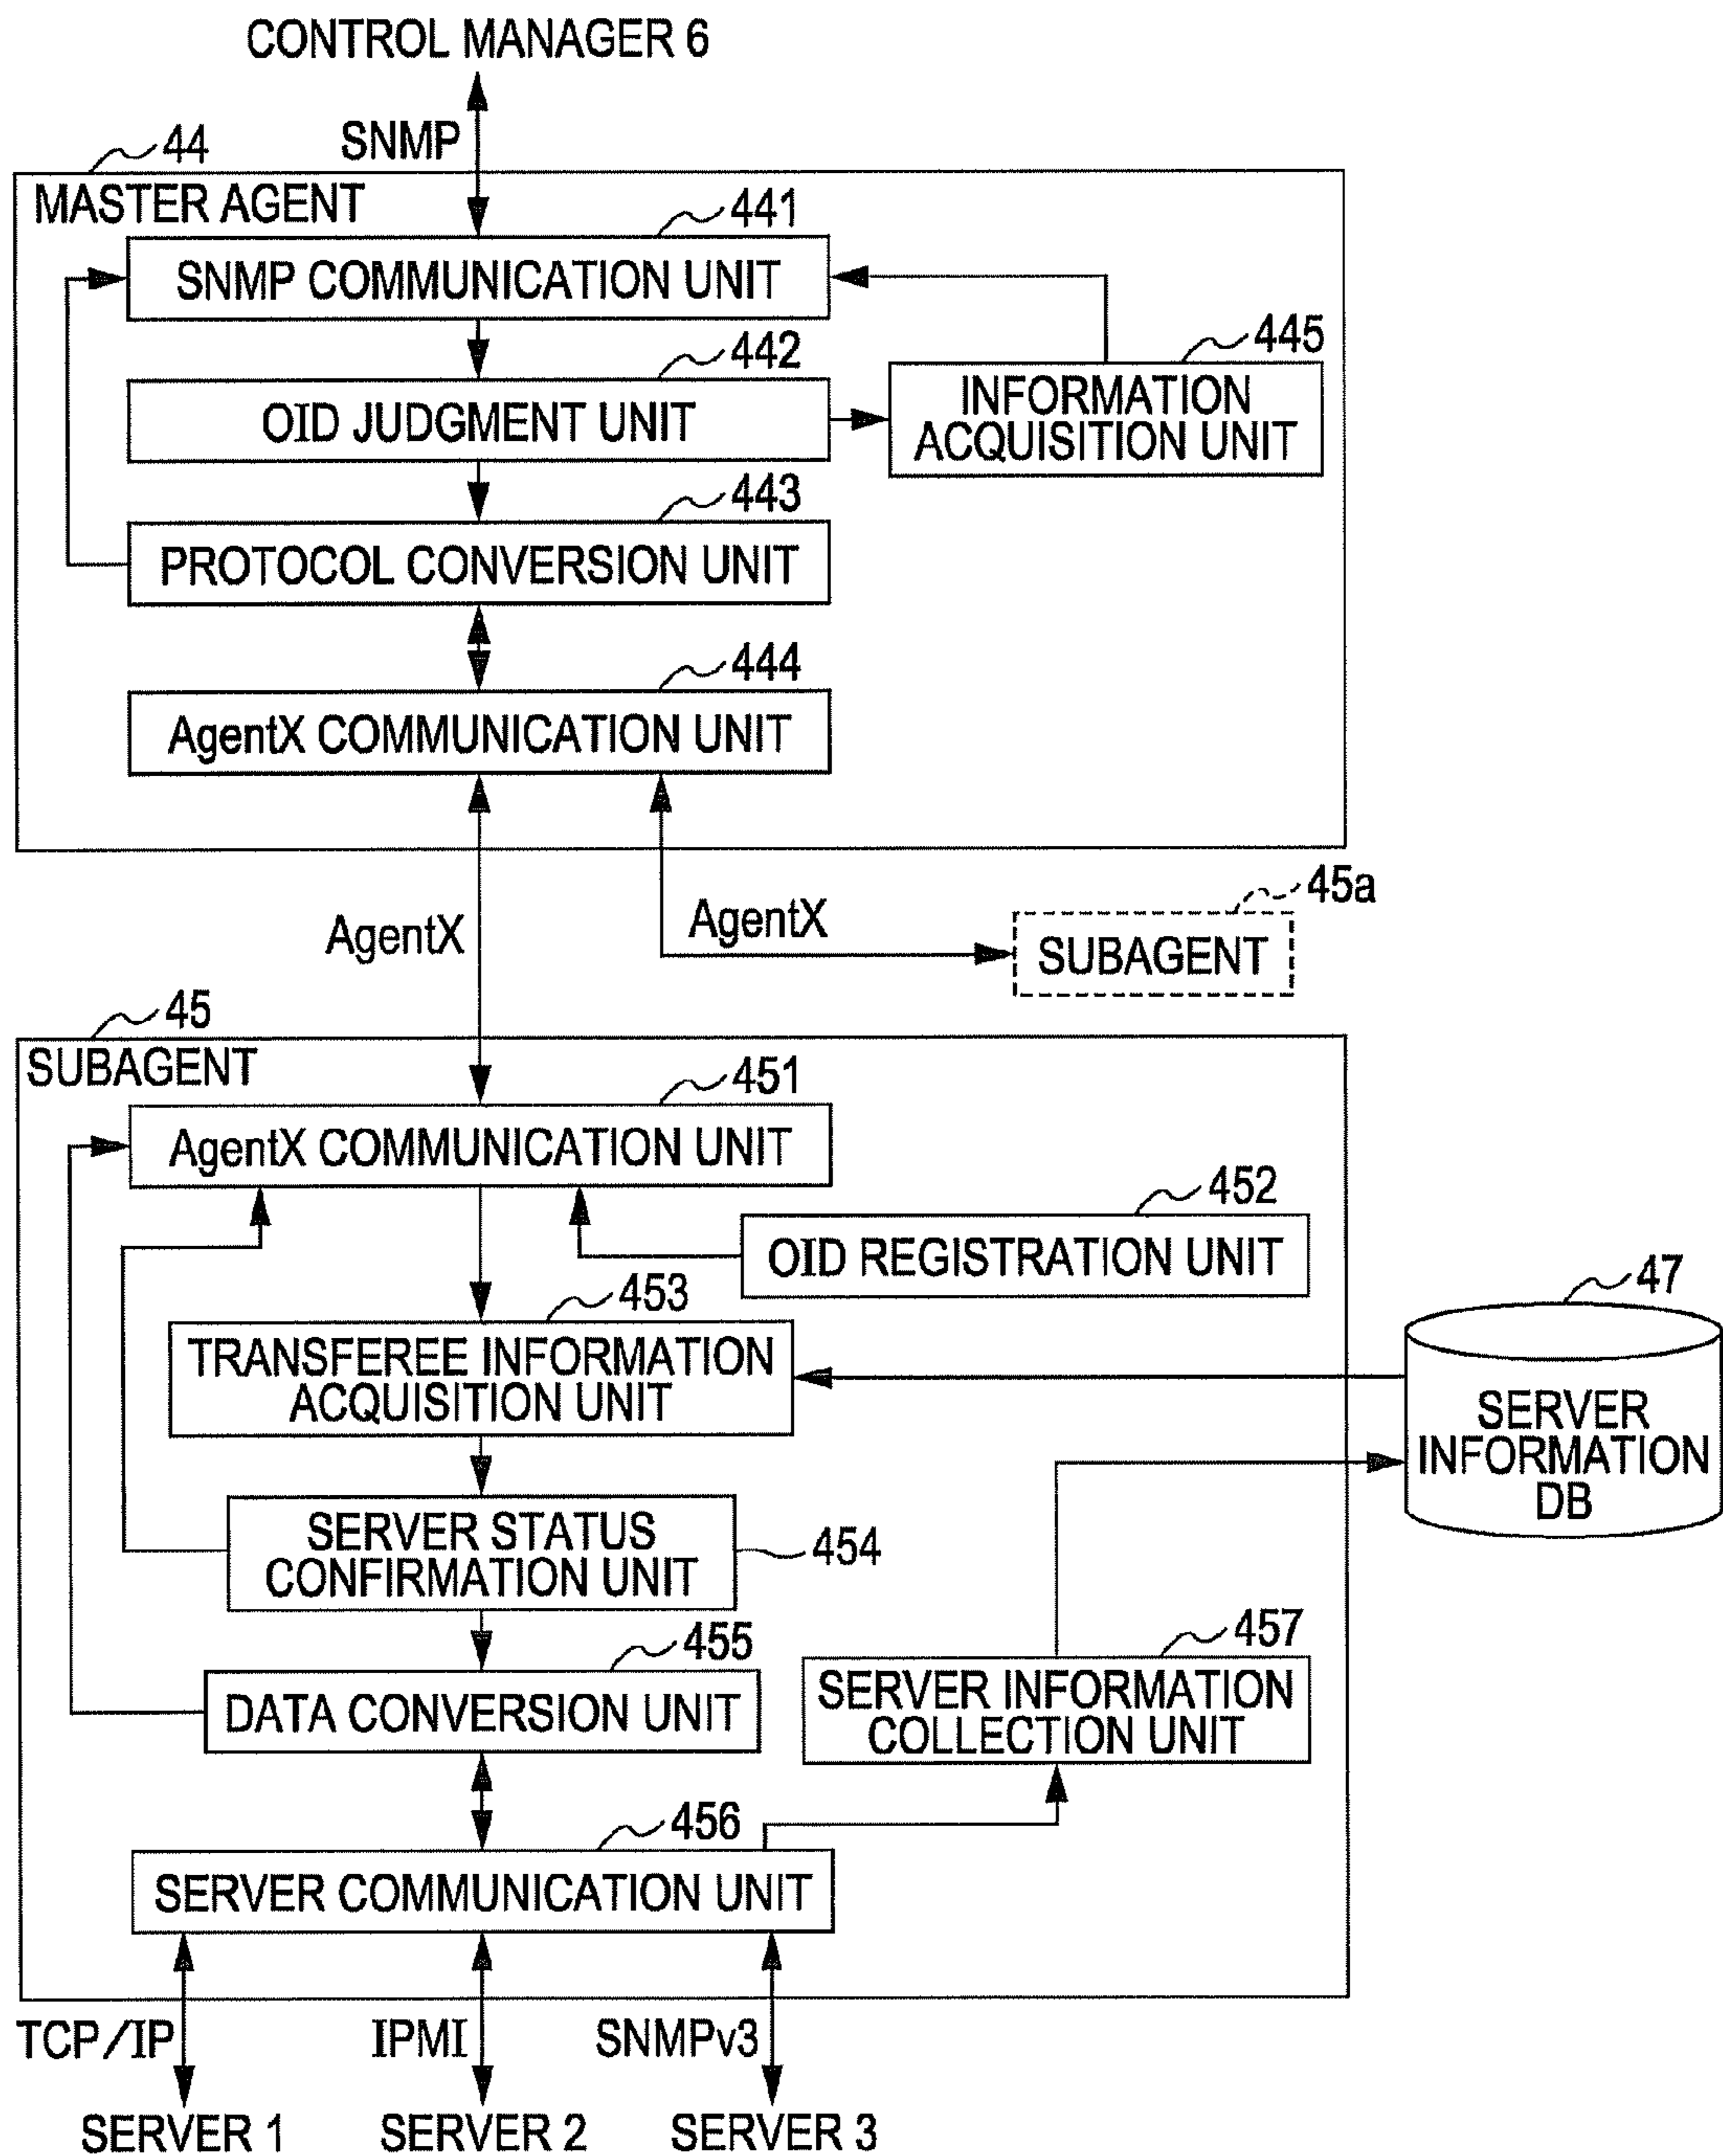 CONTROL MANAGER 6
SNMP
44
MASTER AGENT
441
SNMP COMMUNICATION UNIT
442
OID JUDGMENT UNIT
445
INFORMATION
ACQUISITION UNIT
443
PROTOCOL CONVERSION UNIT
444
AgentX COMMUNICATION UNIT
AgentX
AgentX
45a
SUBAGENT
45
SUBAGENT
451
AgentX COMMUNICATION UNIT
452
OID REGISTRATION UNIT
453
TRANSFEREE INFORMATION
ACQUISITION UNIT
47
SERVER
INFORMATION
DB
SERVER STATUS
CONFIRMATION UNIT
454
455
DATA CONVERSION UNIT
457
SERVER INFORMATION
COLLECTION UNIT
456
SERVER COMMUNICATION UNIT
TCP/IP
IPMI
SNMPv3
SERVER 1
SERVER 2
SERVER 3